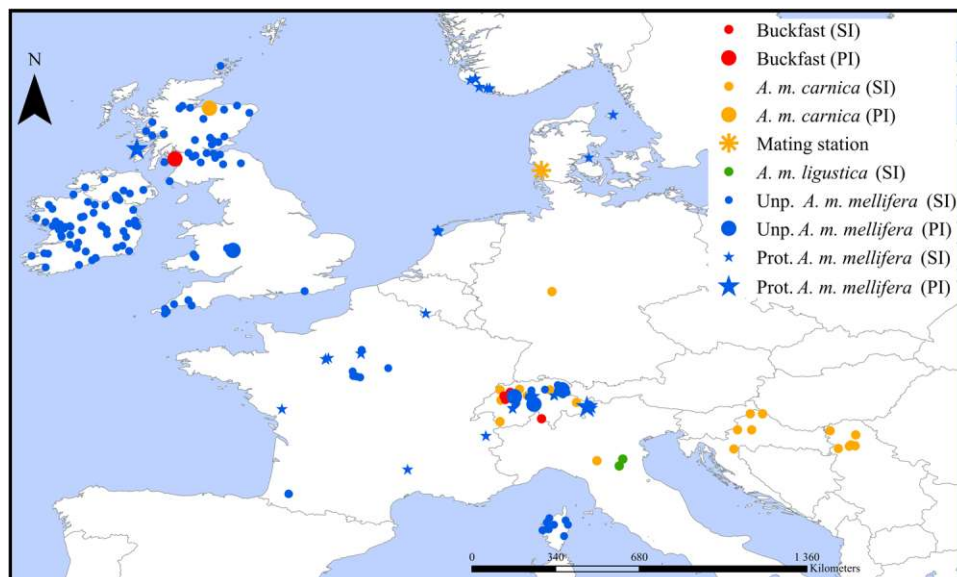 N
Buckfast (SI)
Buckfast (PI)
A. m. carnica (SI)
A. m. carnica (PI)
Mating station
A. m. ligustica (SI)
Unp. A. m. mellifera (SI)
Unp. A. m. mellifera (PI)
Prot. A. m. mellifera (SI)
Prot. A. m. mellifera (PI)
0 340 680 1 360
Kilometers